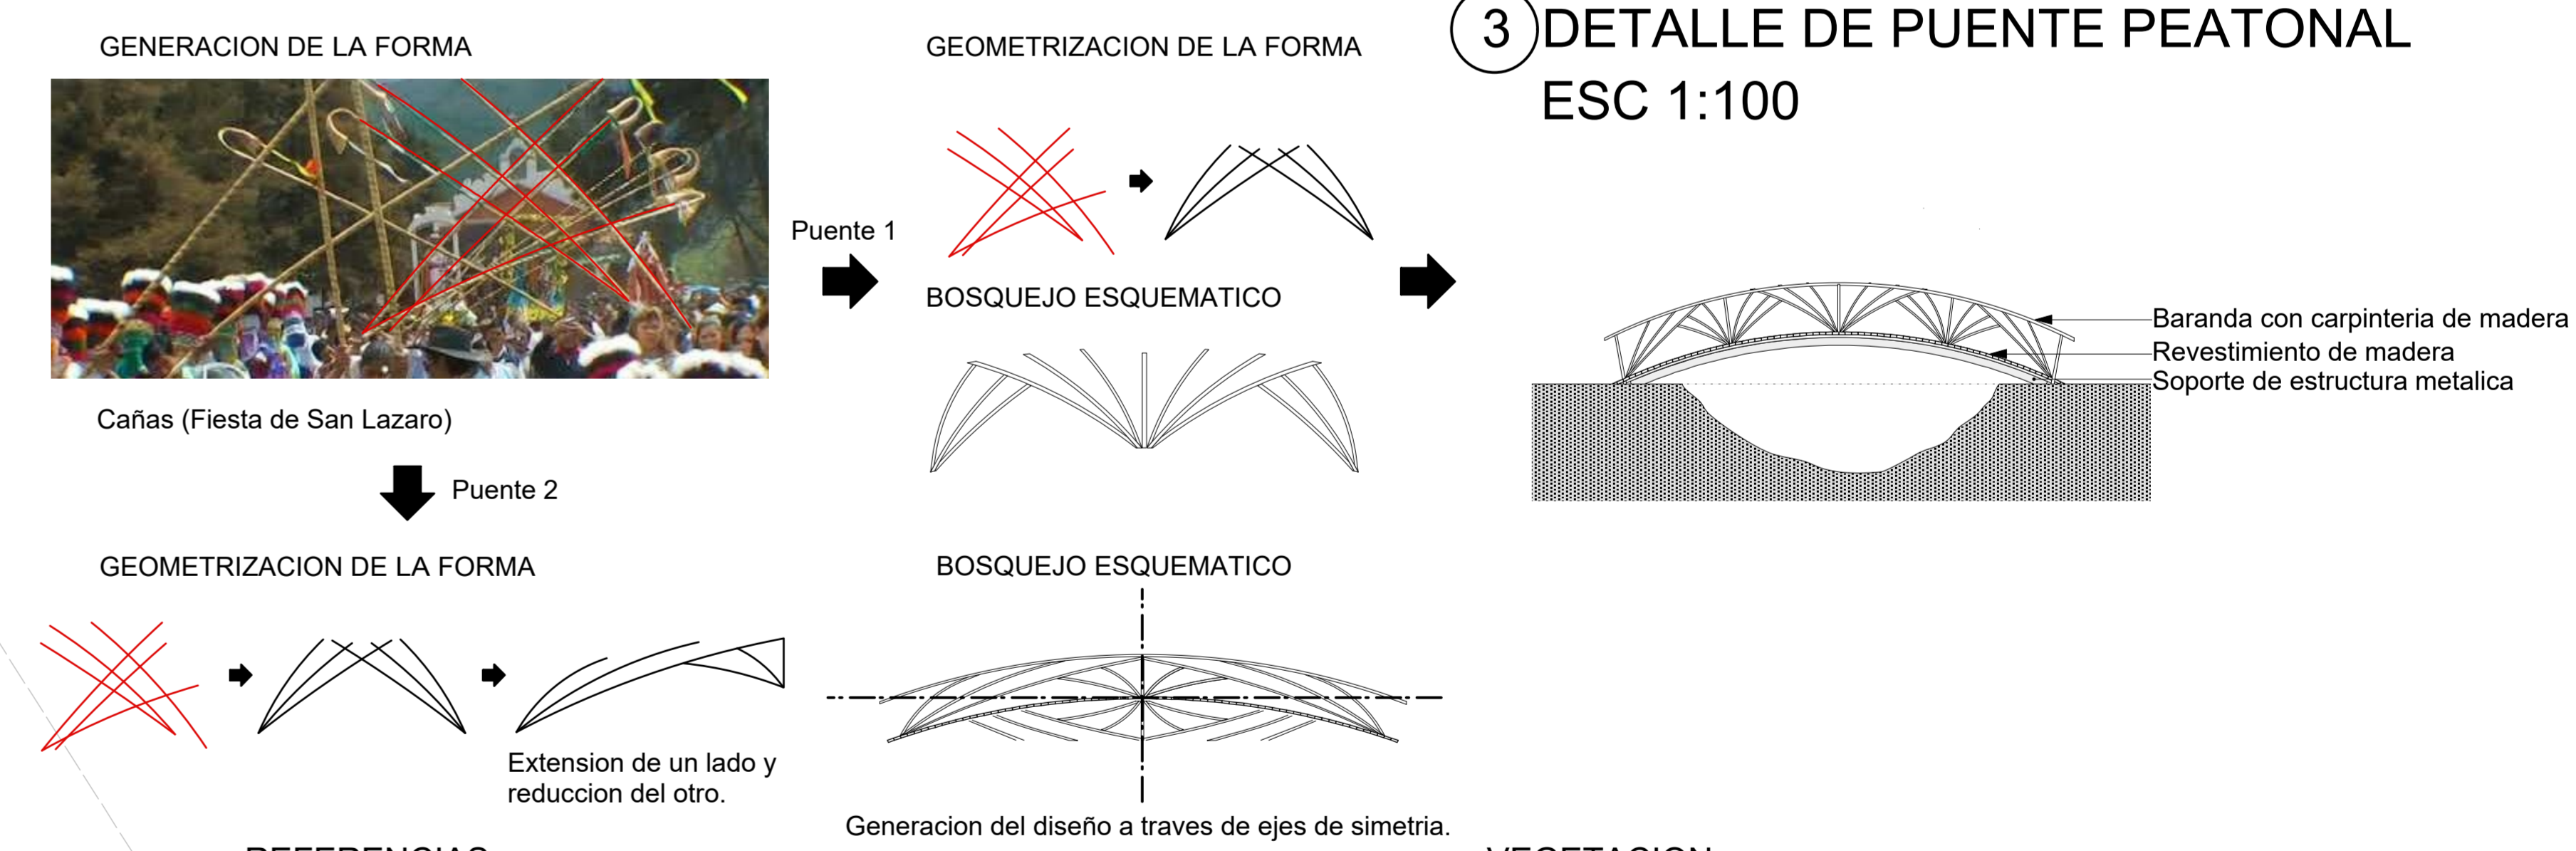 GENERACION DE LA FORMA
GEOMETRIZACION DE LA FORMA
3 DETALLE DE PUENTE PEATONAL
ESC 1:100
Puente 1
BOSQUEJO ESQUEMATICO
Baranda con carpinteria de madera
Revestimiento de madera
Soporte de estructura metalica
Cañas (Fiesta de San Lazaro)
Puente 2
GEOMETRIZACION DE LA FORMA
BOSQUEJO ESQUEMATICO
Extension de un lado y
reduccion del otro.
Generacion del diseño a traves de ejes de simetria.
REFERENCIAS
VEGETACION